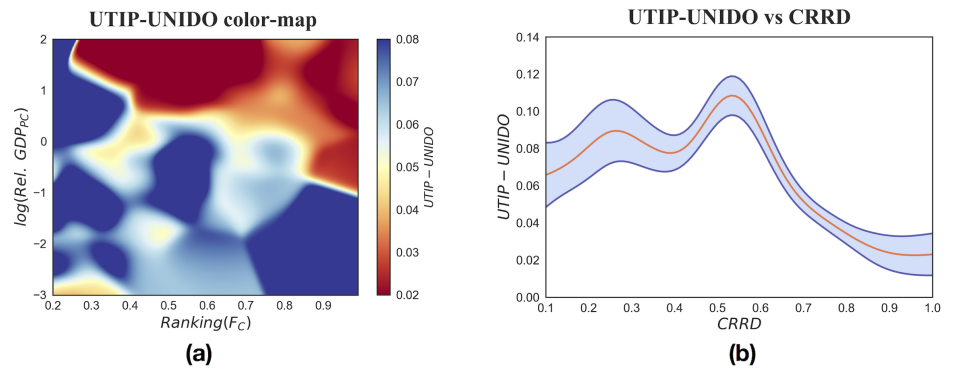 UTIP-UNIDO color-map
2
1
0
−1
−2
−3
log(Rel. GDP_PC)
0.2 0.3 0.4 0.5 0.6 0.7 0.8 0.9
Ranking(F_C)
0.08
0.07
0.06
0.05
0.04
0.03
0.02
UTIP − UNIDO
(a)
UTIP-UNIDO vs CRRD
0.14
0.12
0.10
0.08
0.06
0.04
0.02
0.00
UTIP − UNIDO
0.1 0.2 0.3 0.4 0.5 0.6 0.7 0.8 0.9 1.0
CRRD
(b)